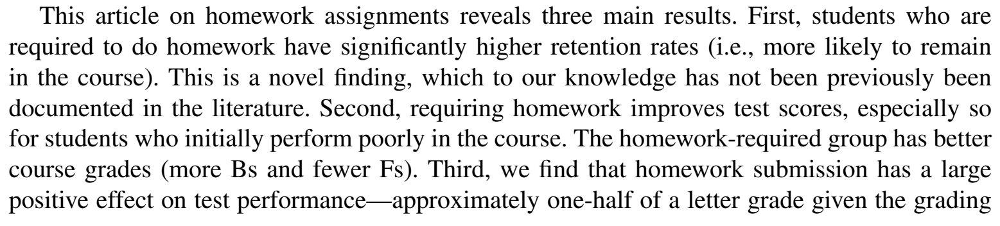 This article on homework assignments reveals three main results. First, students who are
required to do homework have significantly higher retention rates (i.e., more likely to remain
in the course). This is a novel finding, which to our knowledge has not been previously been
documented in the literature. Second, requiring homework improves test scores, especially so
for students who initially perform poorly in the course. The homework-required group has better
course grades (more Bs and fewer Fs). Third, we find that homework submission has a large
positive effect on test performance—approximately one-half of a letter grade given the grading